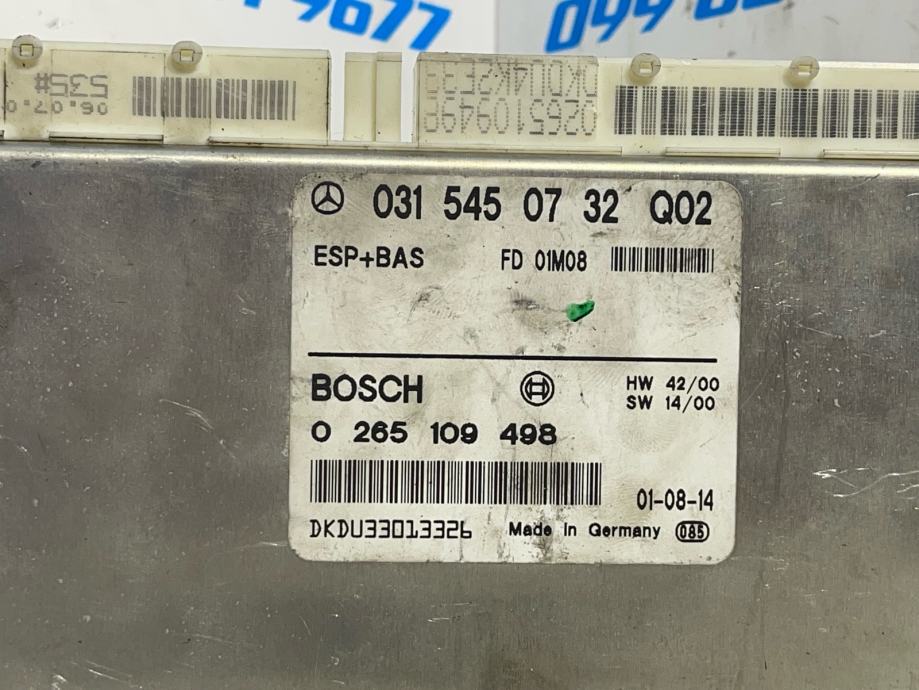 535#
06.07.0
0265109498
031 545 07 32 Q02
ESP+BAS FD 01M08
BOSCH HW 42/00
SW 14/00
0 265 109 498
01-08-14
DKDU33013326 Made in Germany 085